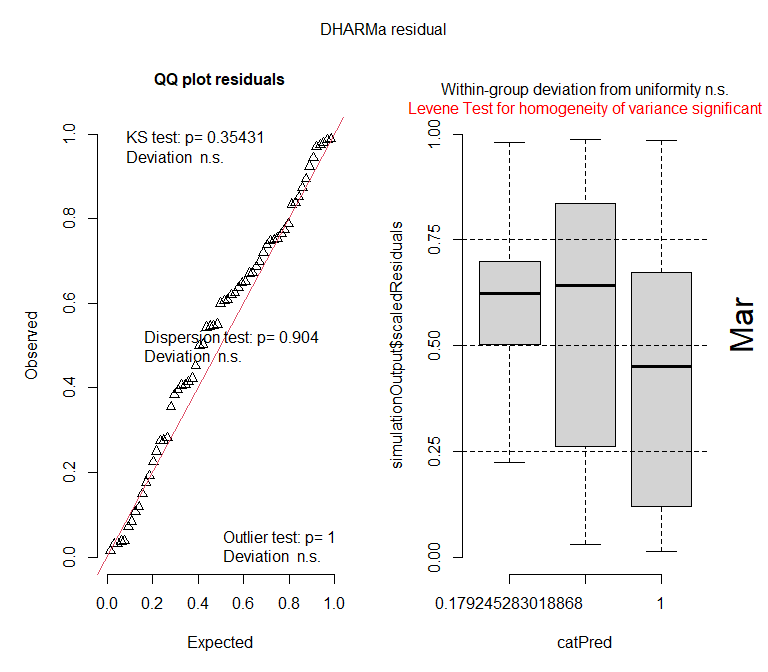 DHARMa residual
QQ plot residuals
KS test: p= 0.35431
Deviation n.s.
Dispersion test: p= 0.904
Deviation n.s.
Outlier test: p= 1
Deviation n.s.
Observed
0.0 0.2 0.4 0.6 0.8 1.0
0.0 0.2 0.4 0.6 0.8 1.0
Expected
Within-group deviation from uniformity n.s.
Levene Test for homogeneity of variance significant
simulationOutput$scaledResiduals
0.00 0.25 0.50 0.75 1.00
0.179245283018868 1
catPred
Mar